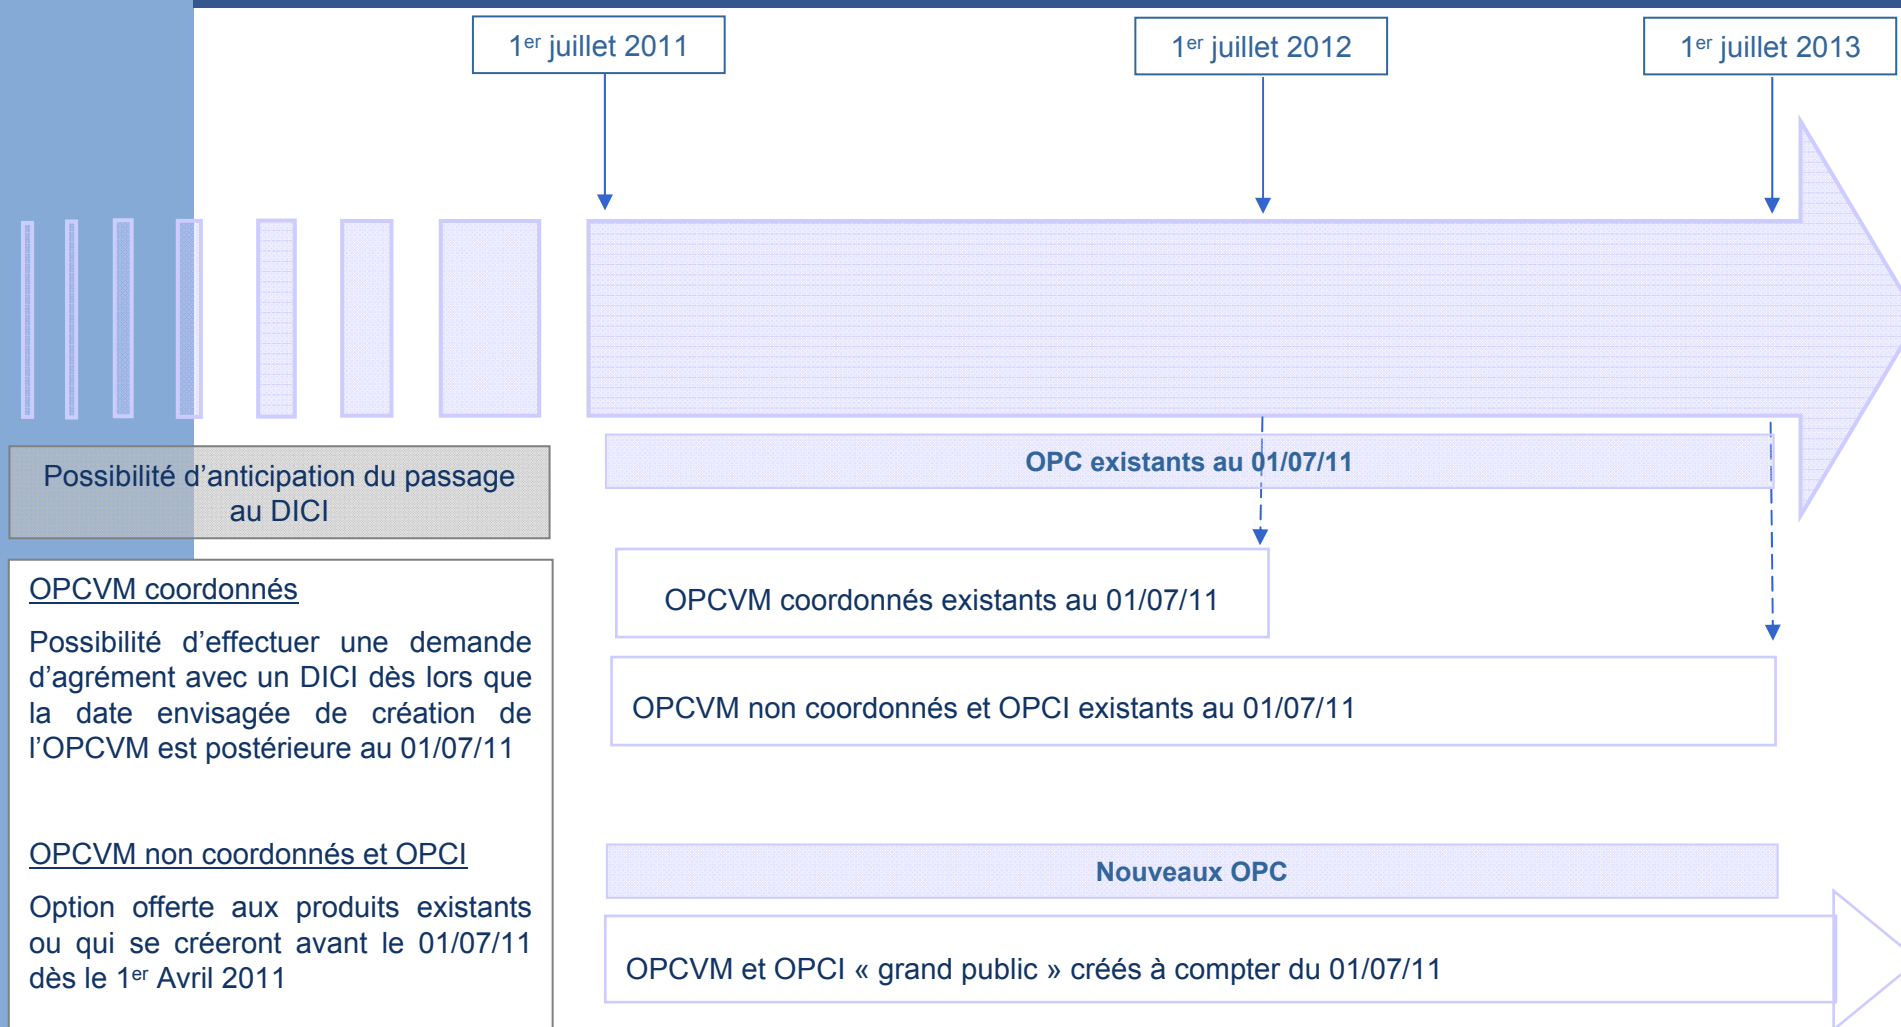 1er juillet 2011
1er juillet 2012
1er juillet 2013
Possibilité d'anticipation du passage
au DICI
OPCVM coordonnés
Possibilité d'effectuer une demande
d'agrément avec un DICI dès lors que
la date envisagée de création de
l'OPCVM est postérieure au 01/07/11
OPCVM non coordonnés et OPCI
Option offerte aux produits existants
ou qui se créeront avant le 01/07/11
dès le 1er Avril 2011
OPC existants au 01/07/11
OPCVM coordonnés existants au 01/07/11
OPCVM non coordonnés et OPCI existants au 01/07/11
Nouveaux OPC
OPCVM et OPCI « grand public » créés à compter du 01/07/11